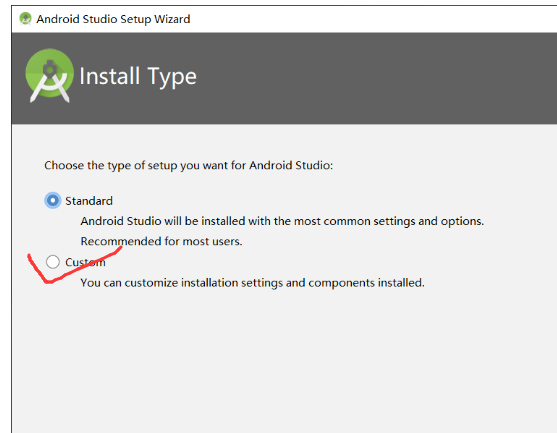 Android Studio Setup Wizard
Install Type
Choose the type of setup you want for Android Studio:
Standard
Android Studio will be installed with the most common settings and options.
Recommended for most users.
Custom
You can customize installation settings and components installed.